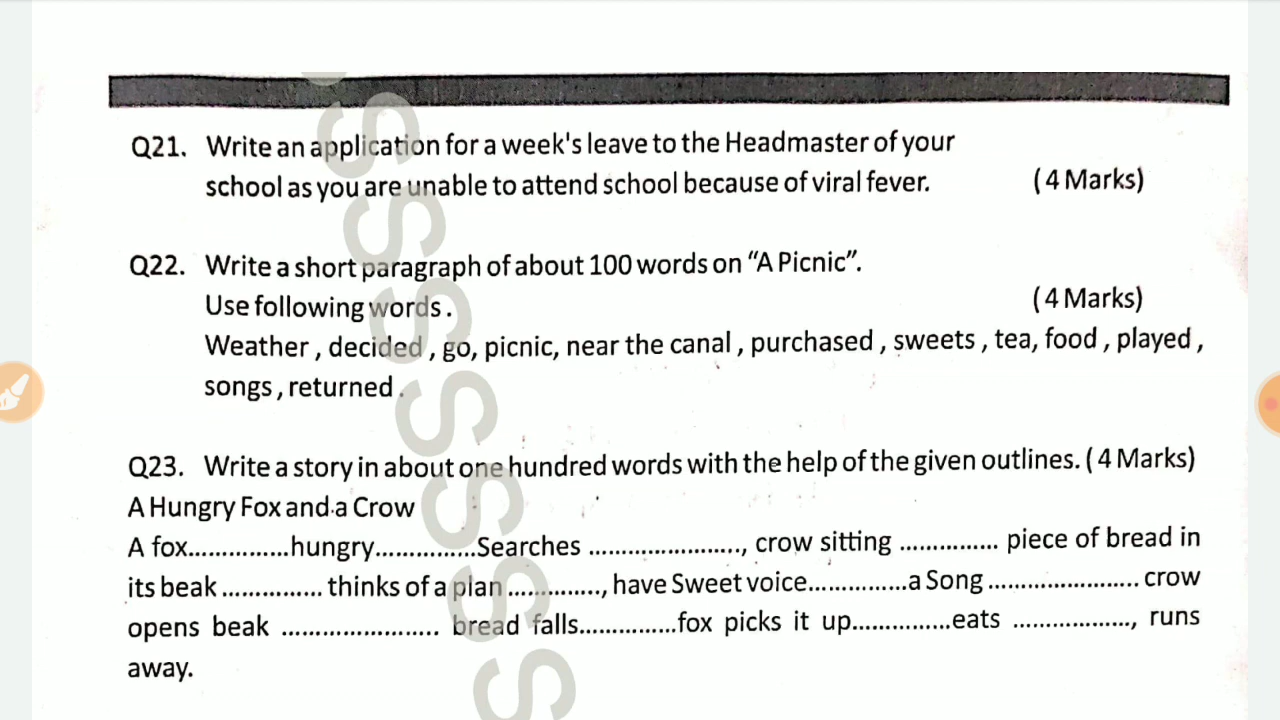 Q21. Write an application for a week's leave to the Headmaster of your
school as you are unable to attend school because of viral fever. (4 Marks)
Q22. Write a short paragraph of about 100 words on "A Picnic".
Use following words. (4 Marks)
Weather , decided , go, picnic, near the canal , purchased , sweets , tea, food , played ,
songs , returned .
Q23. Write a story in about one hundred words with the help of the given outlines. ( 4 Marks)
A Hungry Fox and a Crow
A fox...............hungry...............Searches ......................., crow sitting ............... piece of bread in
its beak ............... thinks of a plan ............., have Sweet voice...............a Song ....................... crow
opens beak ....................... bread falls...............fox picks it up...............eats .................., runs
away.
SSSSSSSS